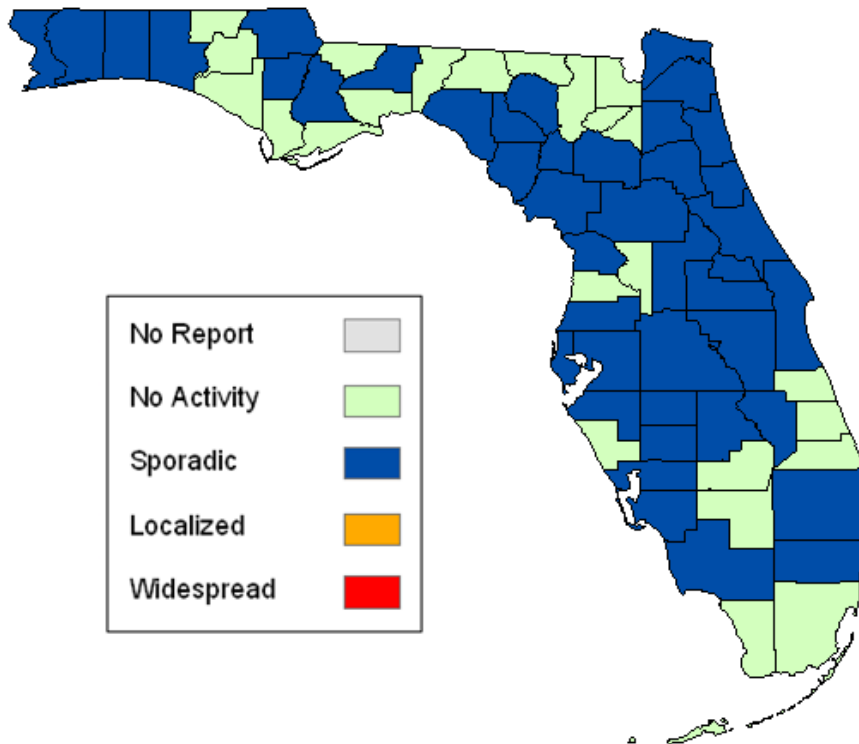 No Report
No Activity
Sporadic
Localized
Widespread